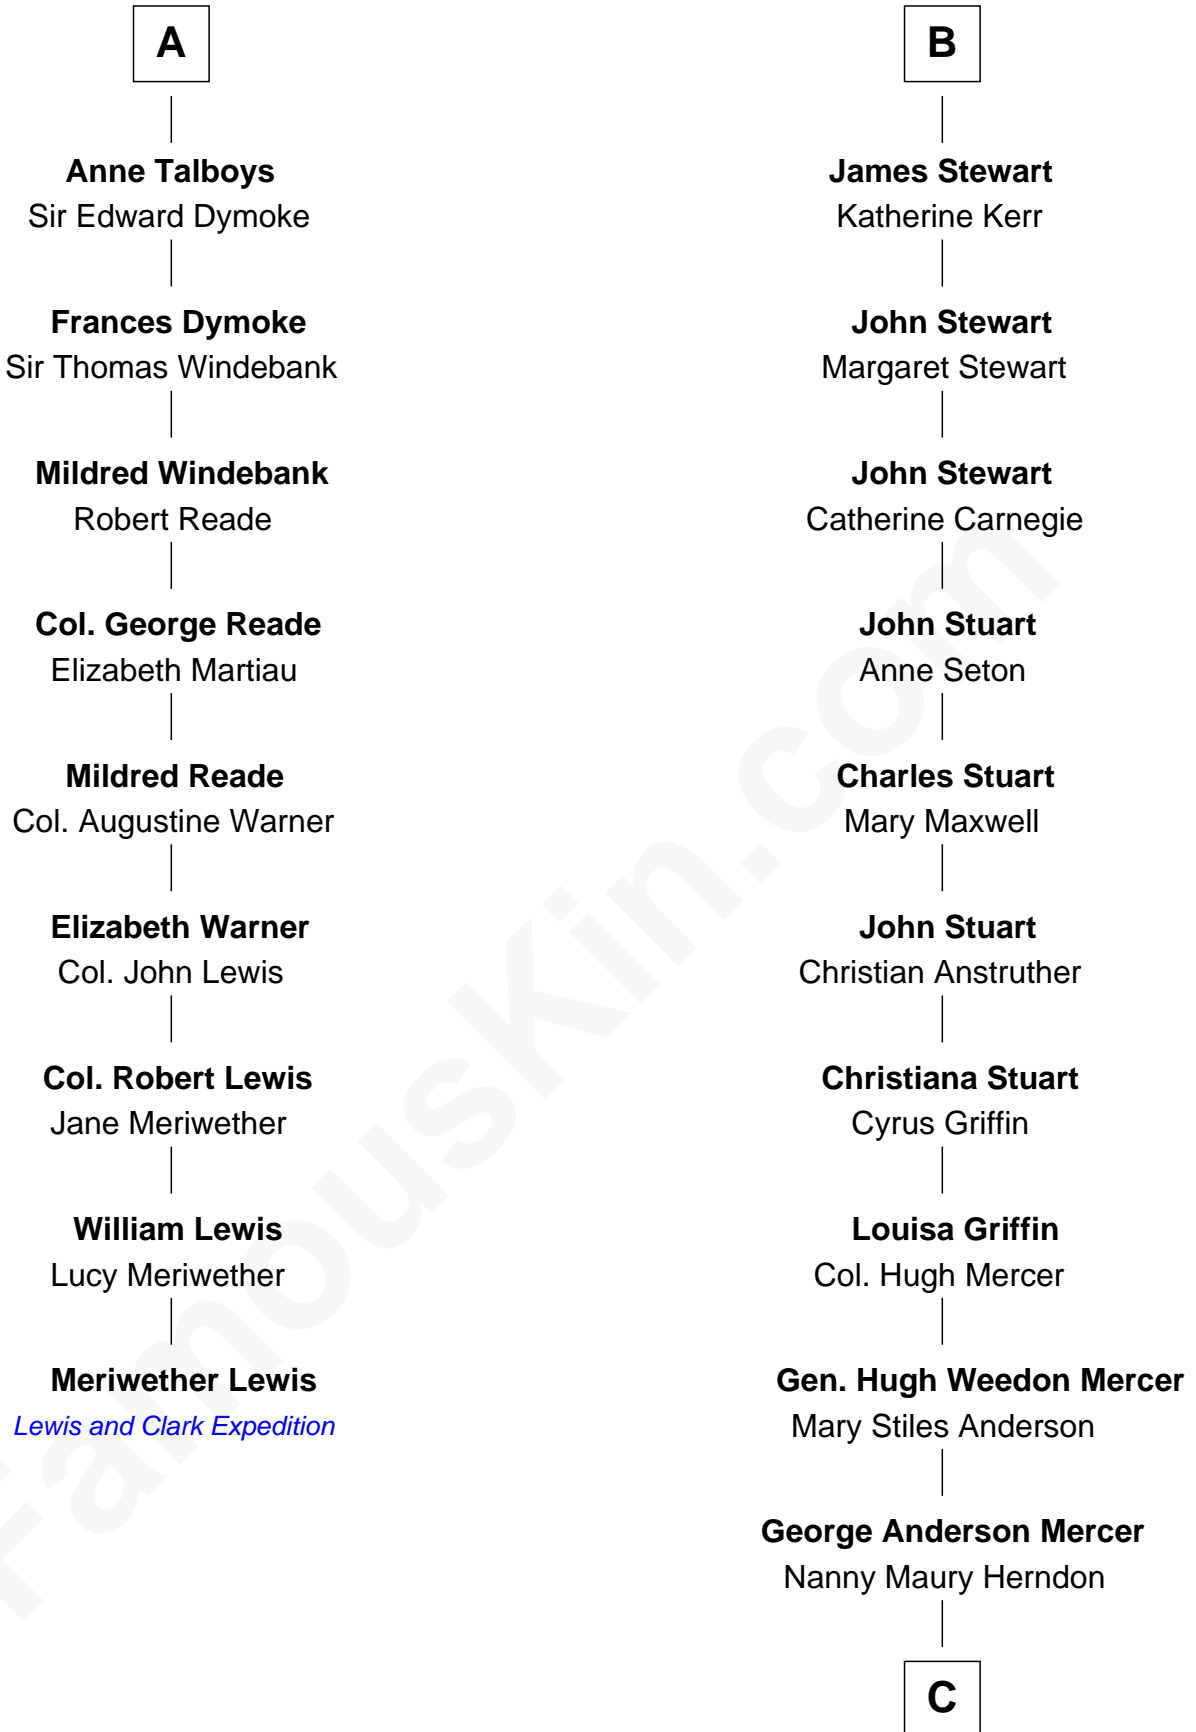 A
Anne Talboys
Sir Edward Dymoke
Frances Dymoke
Sir Thomas Windebank
Mildred Windebank
Robert Reade
Col. George Reade
Elizabeth Martiau
Mildred Reade
Col. Augustine Warner
Elizabeth Warner
Col. John Lewis
Col. Robert Lewis
Jane Meriwether
William Lewis
Lucy Meriwether
Meriwether Lewis
Lewis and Clark Expedition
B
James Stewart
Katherine Kerr
John Stewart
Margaret Stewart
John Stewart
Catherine Carnegie
John Stuart
Anne Seton
Charles Stuart
Mary Maxwell
John Stuart
Christian Anstruther
Christiana Stuart
Cyrus Griffin
Louisa Griffin
Col. Hugh Mercer
Gen. Hugh Weedon Mercer
Mary Stiles Anderson
George Anderson Mercer
Nanny Maury Herndon
C
FamousKin.com